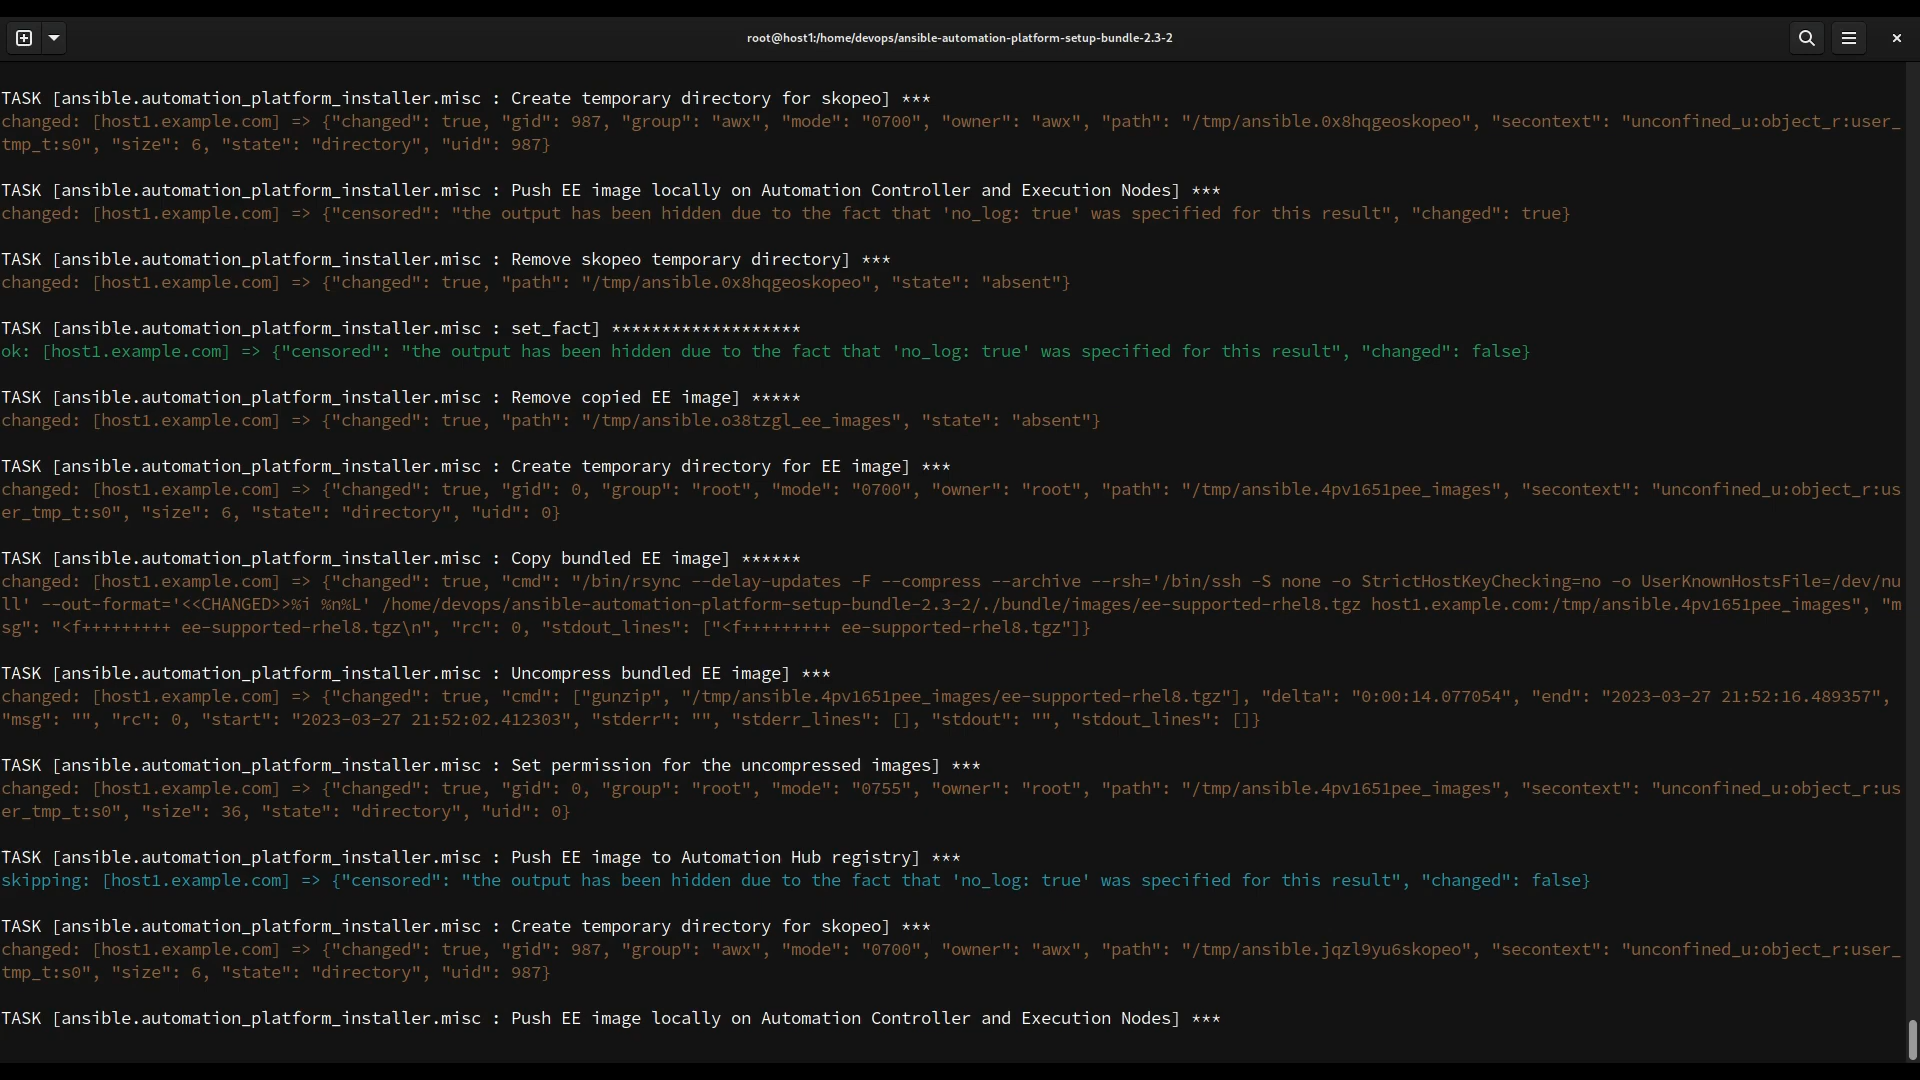 root@host1:/home/devops/ansible-automation-platform-setup-bundle-2.3-2
TASK [ansible.automation_platform_installer.misc : Create temporary directory for skopeo] ***
changed: [host1.example.com] => {"changed": true, "gid": 987, "group": "awx", "mode": "0700", "owner": "awx", "path": "/tmp/ansible.0x8hqgeoskopeo", "secontext": "unconfined_u:object_r:user_
tmp_t:s0", "size": 6, "state": "directory", "uid": 987}
TASK [ansible.automation_platform_installer.misc : Push EE image locally on Automation Controller and Execution Nodes] ***
changed: [host1.example.com] => {"censored": "the output has been hidden due to the fact that 'no_log: true' was specified for this result", "changed": true}
TASK [ansible.automation_platform_installer.misc : Remove skopeo temporary directory] ***
changed: [host1.example.com] => {"changed": true, "path": "/tmp/ansible.0x8hqgeoskopeo", "state": "absent"}
TASK [ansible.automation_platform_installer.misc : set_fact] *******************
ok: [host1.example.com] => {"censored": "the output has been hidden due to the fact that 'no_log: true' was specified for this result", "changed": false}
TASK [ansible.automation_platform_installer.misc : Remove copied EE image] *****
changed: [host1.example.com] => {"changed": true, "path": "/tmp/ansible.o38tzgl_ee_images", "state": "absent"}
TASK [ansible.automation_platform_installer.misc : Create temporary directory for EE image] ***
changed: [host1.example.com] => {"changed": true, "gid": 0, "group": "root", "mode": "0700", "owner": "root", "path": "/tmp/ansible.4pv1651pee_images", "secontext": "unconfined_u:object_r:us
er_tmp_t:s0", "size": 6, "state": "directory", "uid": 0}
TASK [ansible.automation_platform_installer.misc : Copy bundled EE image] ******
changed: [host1.example.com] => {"changed": true, "cmd": "/bin/rsync --delay-updates -F --compress --archive --rsh='/bin/ssh -S none -o StrictHostKeyChecking=no -o UserKnownHostsFile=/dev/nu
ll' --out-format='<<CHANGED>>%i %n%L' /home/devops/ansible-automation-platform-setup-bundle-2.3-2/./bundle/images/ee-supported-rhel8.tgz host1.example.com:/tmp/ansible.4pv1651pee_images", "m
sg": "<f+++++++++ ee-supported-rhel8.tgz\n", "rc": 0, "stdout_lines": ["<f+++++++++ ee-supported-rhel8.tgz"]}
TASK [ansible.automation_platform_installer.misc : Uncompress bundled EE image] ***
changed: [host1.example.com] => {"changed": true, "cmd": ["gunzip", "/tmp/ansible.4pv1651pee_images/ee-supported-rhel8.tgz"], "delta": "0:00:14.077054", "end": "2023-03-27 21:52:16.489357", 
"msg": "", "rc": 0, "start": "2023-03-27 21:52:02.412303", "stderr": "", "stderr_lines": [], "stdout": "", "stdout_lines": []}
TASK [ansible.automation_platform_installer.misc : Set permission for the uncompressed images] ***
changed: [host1.example.com] => {"changed": true, "gid": 0, "group": "root", "mode": "0755", "owner": "root", "path": "/tmp/ansible.4pv1651pee_images", "secontext": "unconfined_u:object_r:us
er_tmp_t:s0", "size": 36, "state": "directory", "uid": 0}
TASK [ansible.automation_platform_installer.misc : Push EE image to Automation Hub registry] ***
skipping: [host1.example.com] => {"censored": "the output has been hidden due to the fact that 'no_log: true' was specified for this result", "changed": false}
TASK [ansible.automation_platform_installer.misc : Create temporary directory for skopeo] ***
changed: [host1.example.com] => {"changed": true, "gid": 987, "group": "awx", "mode": "0700", "owner": "awx", "path": "/tmp/ansible.jqzl9yu6skopeo", "secontext": "unconfined_u:object_r:user_
tmp_t:s0", "size": 6, "state": "directory", "uid": 987}
TASK [ansible.automation_platform_installer.misc : Push EE image locally on Automation Controller and Execution Nodes] ***